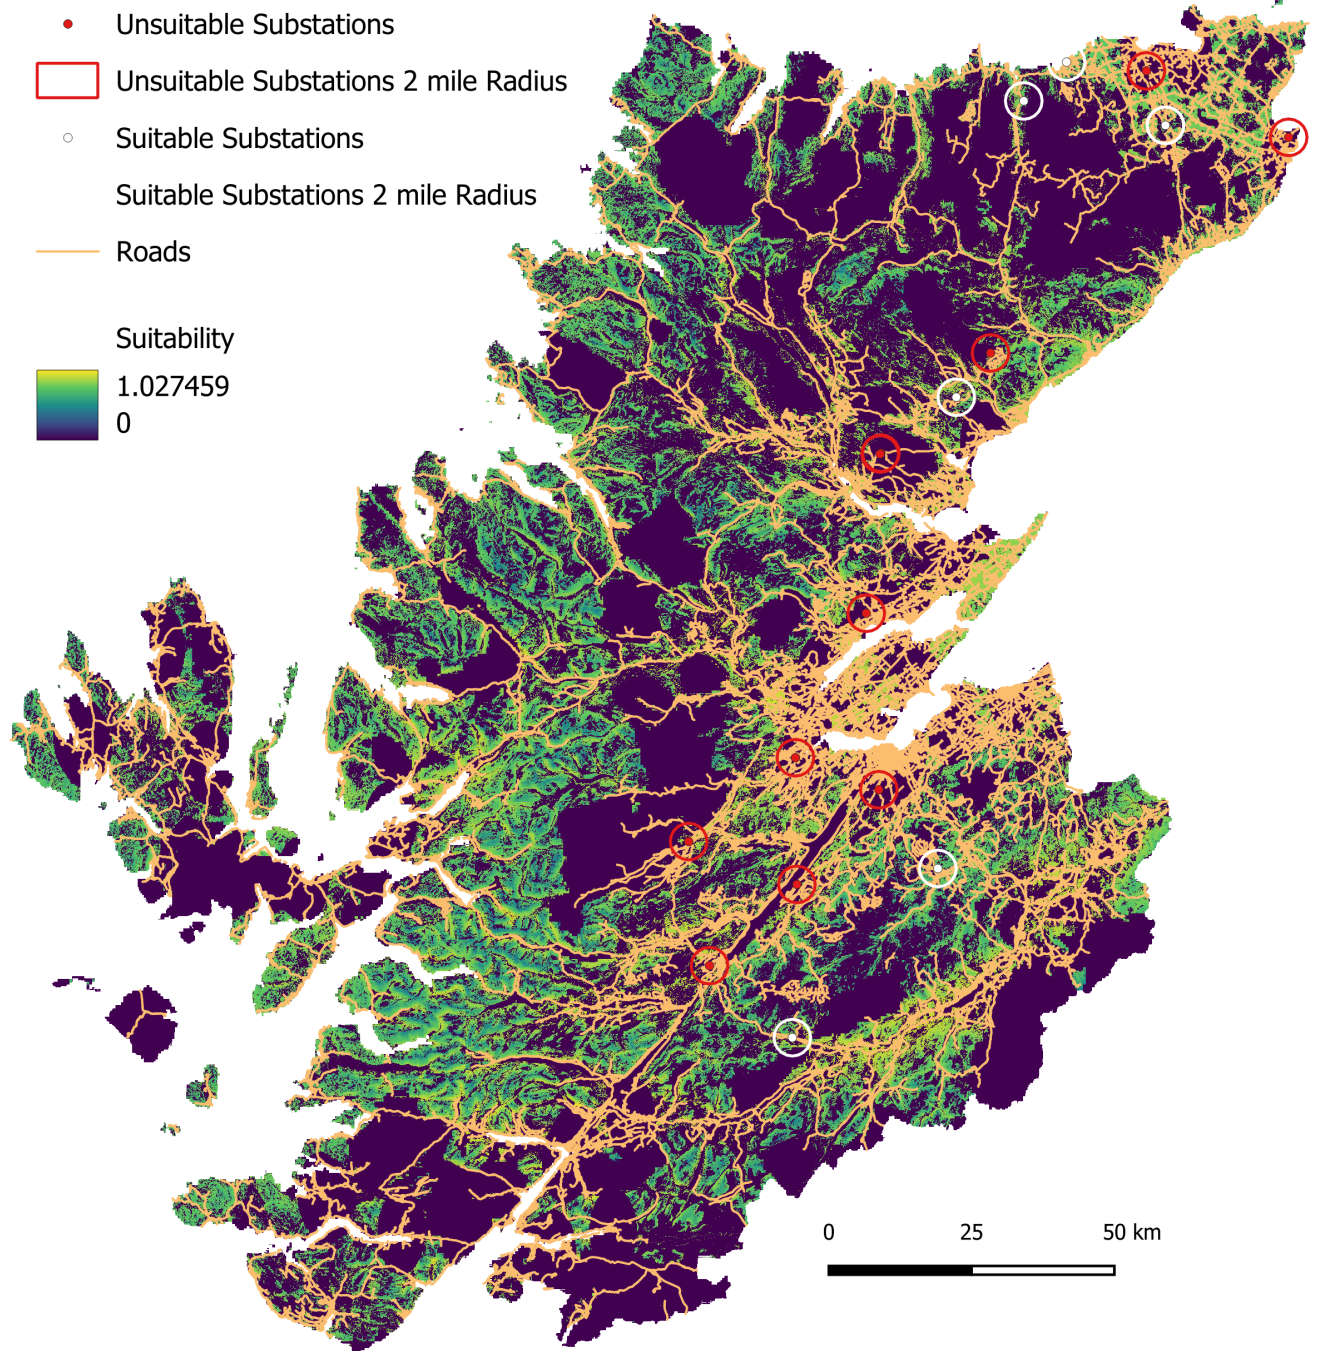 Unsuitable Substations
Unsuitable Substations 2 mile Radius
Suitable Substations
Suitable Substations 2 mile Radius
Roads
Suitability
1.027459
0
0 25 50 km